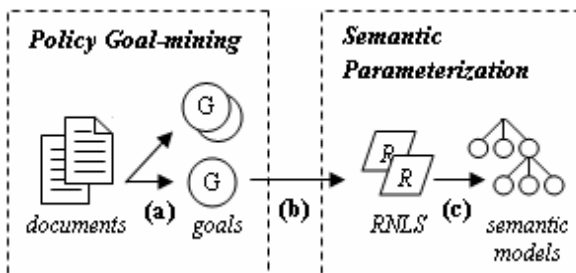 Policy Goal-mining
G
G
documents
(a)
goals
(b)
Semantic
Parameterization
R
R
RNLS
(c)
semantic
models